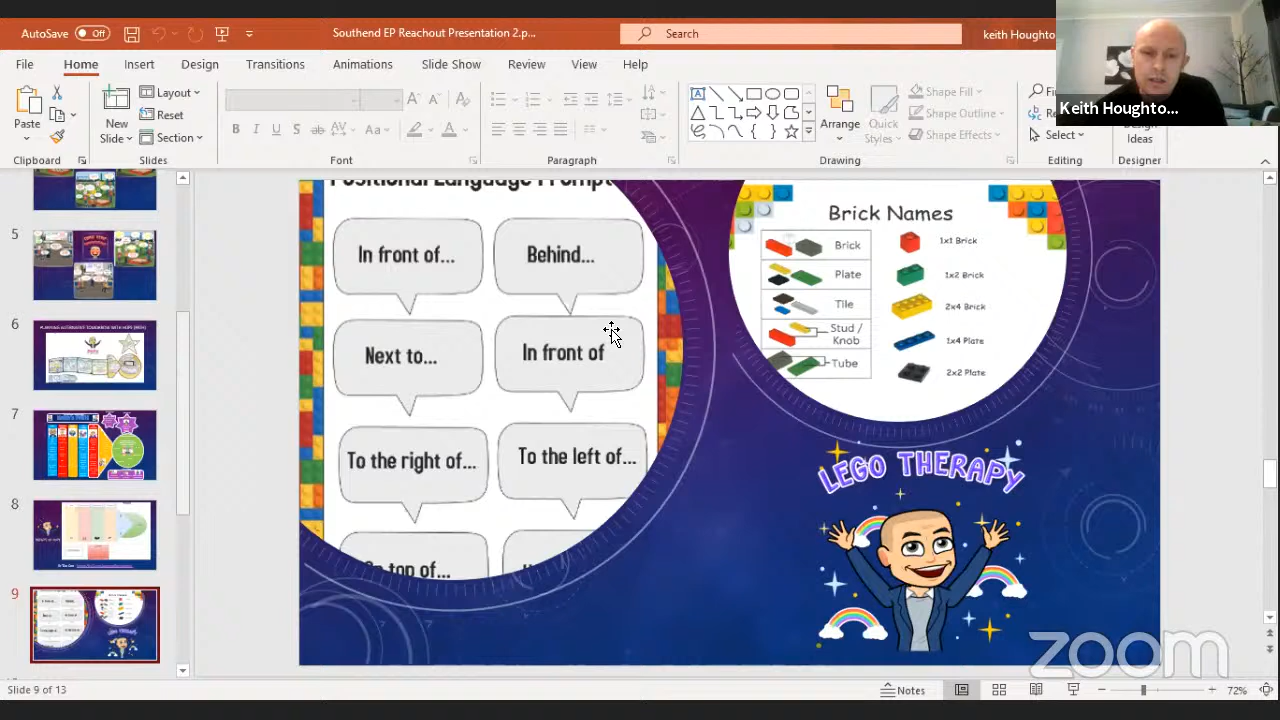 AutoSave Off Southend EP Reachout Presentation 2.p... Search keith Houghto
File Home Insert Design Transitions Animations Slide Show Review View Help
Paste
New
Slide
Layout
Reset
Section
B I U S ab AV Aa A
Arrange
Quick
Styles
Shape Fill
Shape Outline
Shape Effects
Select
Design
Ideas
Clipboard Slides Font Paragraph Drawing Editing Designer
Keith Houghto...
5
6
7
8
9
Positional Language Prompt
In front of...
Behind...
Next to...
In front of
To the right of...
To the left of...
top of...
Brick Names
Brick
Plate
Tile
Stud /
Knob
Tube
1x1 Brick
1x2 Brick
2x4 Brick
1x4 Plate
2x2 Plate
LEGO THERAPY
zoom
Slide 9 of 13 Notes 72%